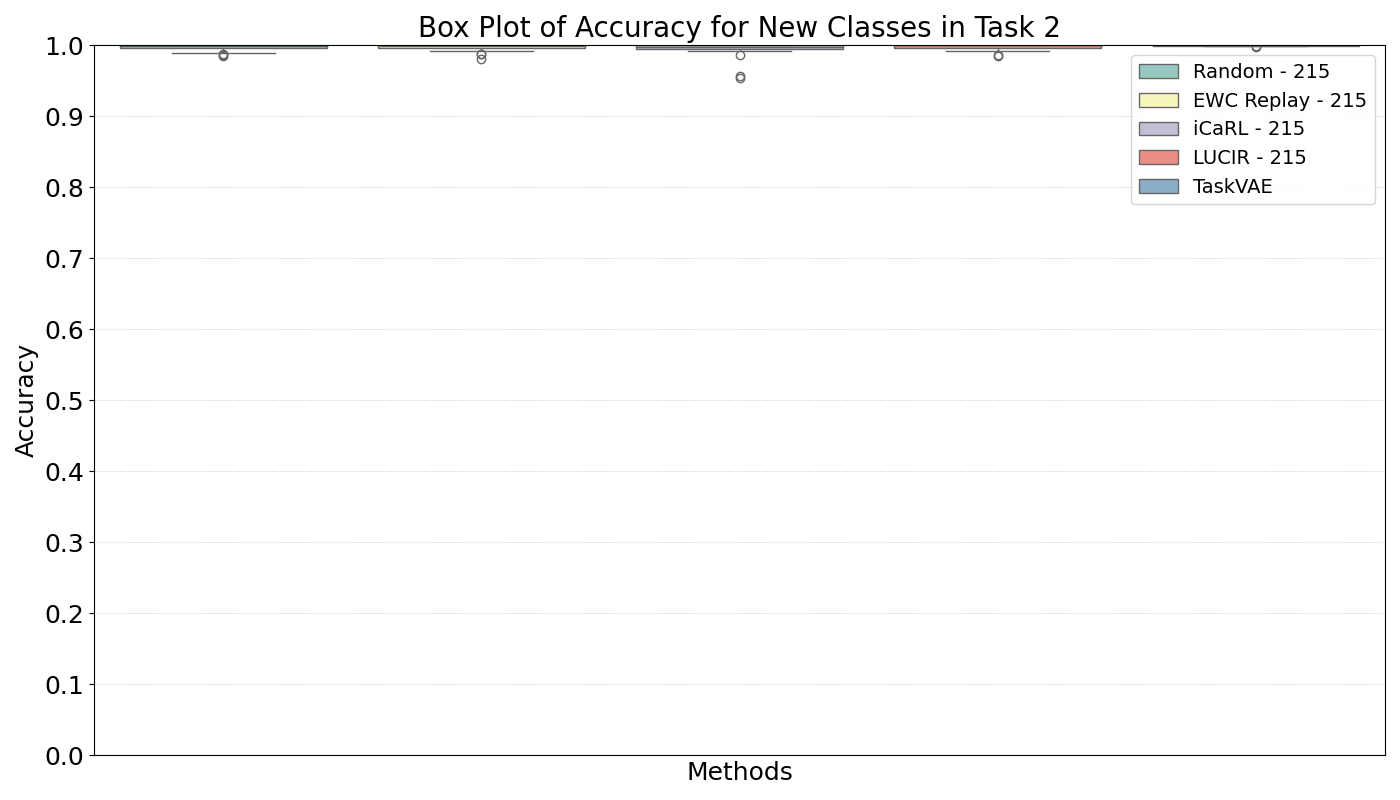 Box Plot of Accuracy for New Classes in Task 2
1.0
0.9
0.8
0.7
0.6
0.5
0.4
0.3
0.2
0.1
0.0
Accuracy
Methods
Random - 215
EWC Replay - 215
iCaRL - 215
LUCIR - 215
TaskVAE